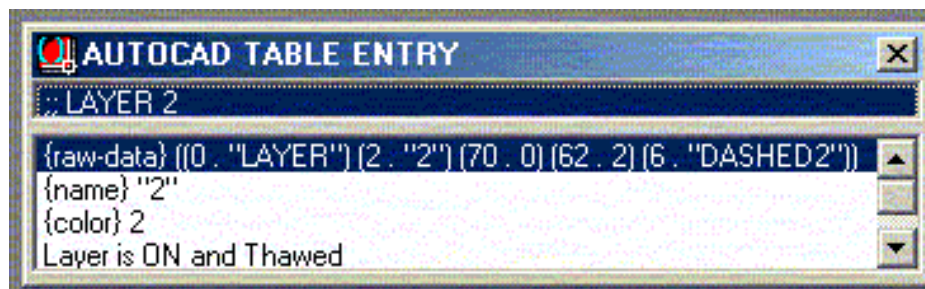 AUTOCAD TABLE ENTRY
;; LAYER 2
{raw-data} ((0 . "LAYER") (2 . "2") (70 . 0) (62 . 2) (6 . "DASHED2"))
{name} "2"
{color} 2
Layer is ON and Thawed